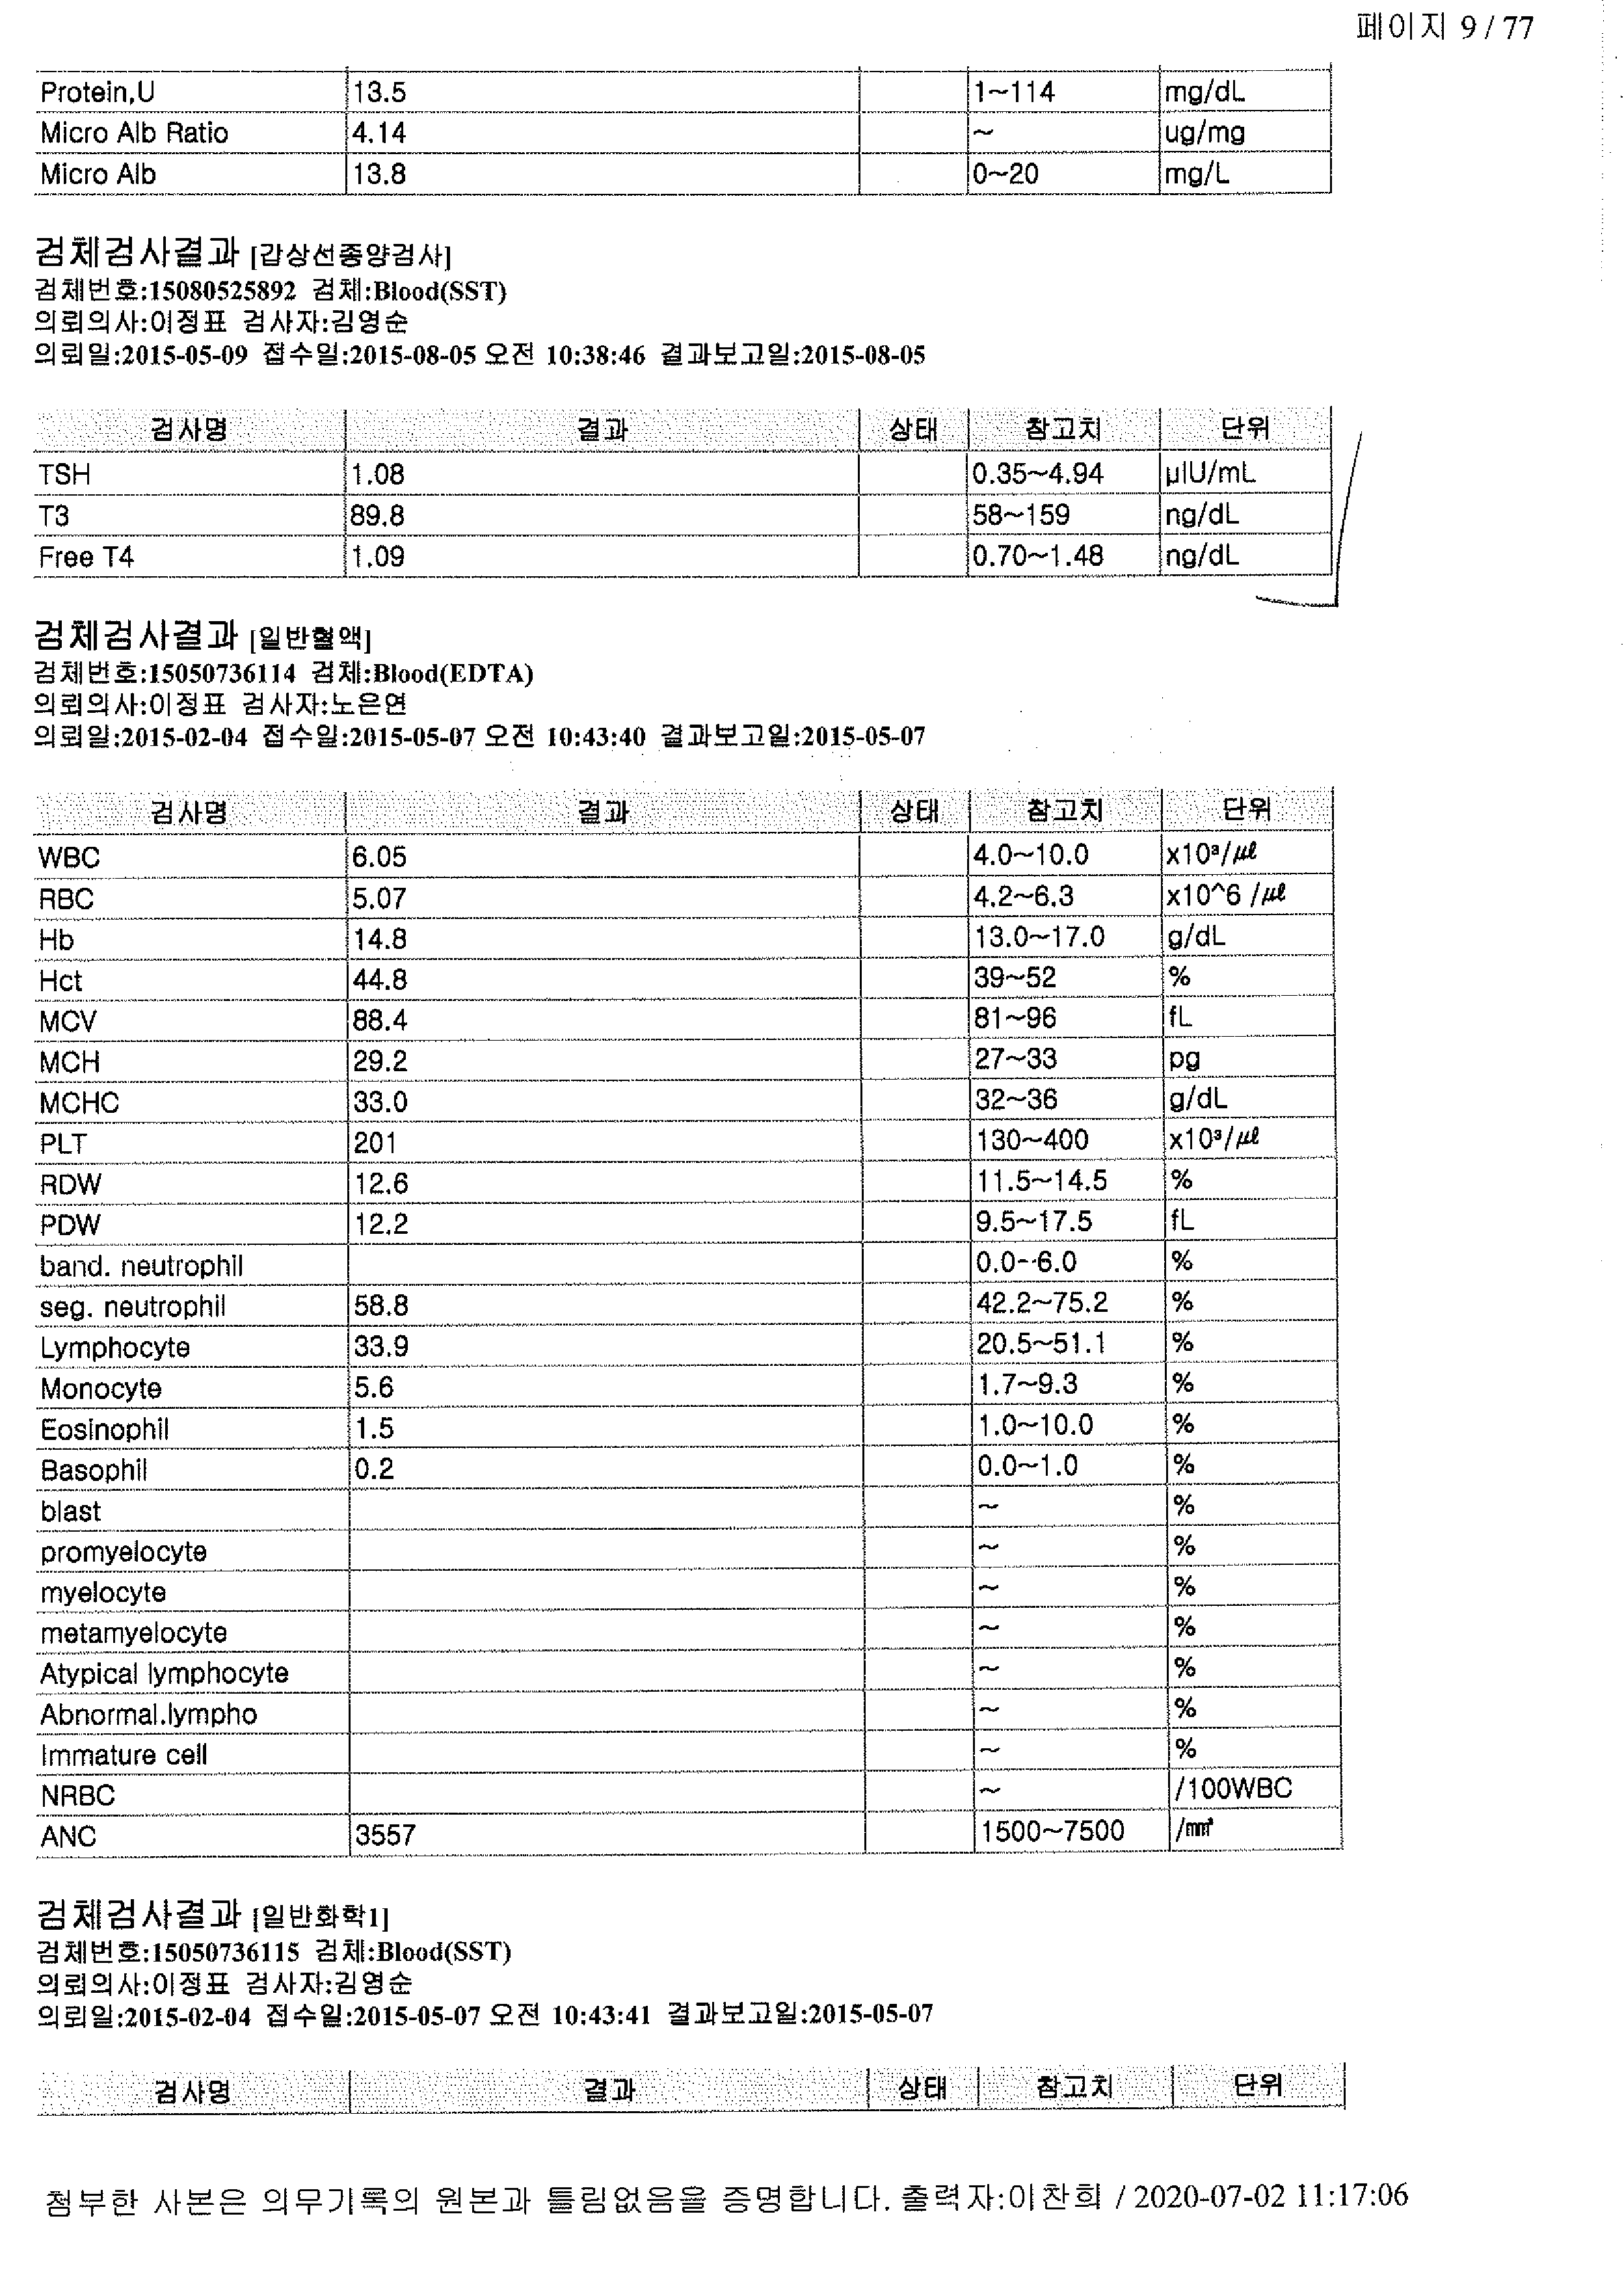 페이지 9 / 77
Protein,U 13.5 1~114 mg/dL
Micro Alb Ratio 4.14 ~ ug/mg
Micro Alb 13.8 0~20 mg/L
검체검사결과 [갑상선종양검사]
검체번호:15080525892 검체:Blood(SST)
의뢰의사:이정표 검사자:김영순
의뢰일:2015-05-09 접수일:2015-08-05 오전 10:38:46 결과보고일:2015-08-05
검사명 결과 상태 참고치 단위
TSH 1.08 0.35~4.94 μIU/mL
T3 89.8 58~159 ng/dL
Free T4 1.09 0.70~1.48 ng/dL
검체검사결과 [일반혈액]
검체번호:15050736114 검체:Blood(EDTA)
의뢰의사:이정표 검사자:노은연
의뢰일:2015-02-04 접수일:2015-05-07 오전 10:43:40 결과보고일:2015-05-07
검사명 결과 상태 참고치 단위
WBC 6.05 4.0~10.0 x10³/㎕
RBC 5.07 4.2~6.3 x10^6 /㎕
Hb 14.8 13.0~17.0 g/dL
Hct 44.8 39~52 %
MCV 88.4 81~96 fL
MCH 29.2 27~33 pg
MCHC 33.0 32~36 g/dL
PLT 201 130~400 x10³/㎕
RDW 12.6 11.5~14.5 %
PDW 12.2 9.5~17.5 fL
band. neutrophil 0.0~6.0 %
seg. neutrophil 58.8 42.2~75.2 %
Lymphocyte 33.9 20.5~51.1 %
Monocyte 5.6 1.7~9.3 %
Eosinophil 1.5 1.0~10.0 %
Basophil 0.2 0.0~1.0 %
blast ~ %
promyelocyte ~ %
myelocyte ~ %
metamyelocyte ~ %
Atypical lymphocyte ~ %
Abnormal.lympho ~ %
Immature cell ~ %
NRBC ~ /100WBC
ANC 3557 1500~7500 /㎣
검체검사결과 [일반화학1]
검체번호:15050736115 검체:Blood(SST)
의뢰의사:이정표 검사자:김영순
의뢰일:2015-02-04 접수일:2015-05-07 오전 10:43:41 결과보고일:2015-05-07
검사명 결과 상태 참고치 단위
첨부한 사본은 의무기록의 원본과 틀림없음을 증명합니다. 출력자:이찬희 / 2020-07-02 11:17:06